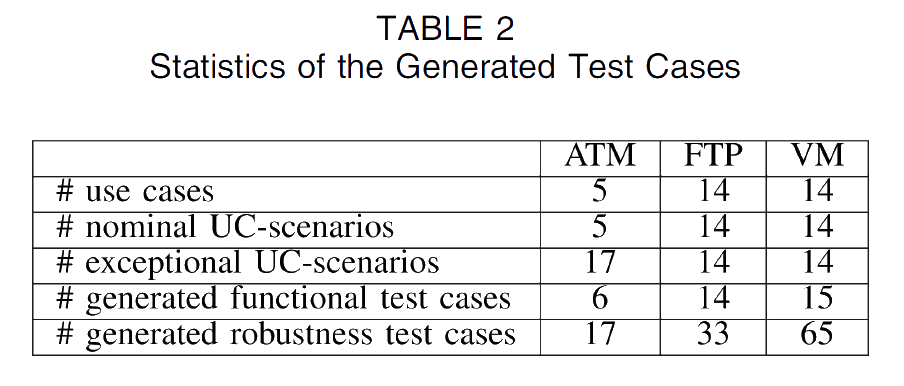 TABLE 2
Statistics of the Generated Test Cases
ATM FTP VM
# use cases 5 14 14
# nominal UC-scenarios 5 14 14
# exceptional UC-scenarios 17 14 14
# generated functional test cases 6 14 15
# generated robustness test cases 17 33 65